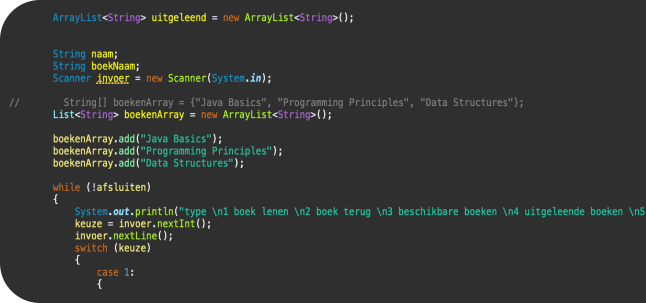 ArrayList<String> uitgeleend = new ArrayList<String>();
String naam;
String boekNaam;
Scanner invoer = new Scanner(System.in);
// String[] boekenArray = {"Java Basics", "Programming Principles", "Data Structures"};
List<String> boekenArray = new ArrayList<String>();
boekenArray.add("Java Basics");
boekenArray.add("Programming Principles");
boekenArray.add("Data Structures");
while (!afsluiten)
{
System.out.println("type \n1 boek lenen \n2 boek terug \n3 beschikbare boeken \n4 uitgeleende boeken \n5
keuze = invoer.nextInt();
invoer.nextLine();
switch (keuze)
{
case 1:
{